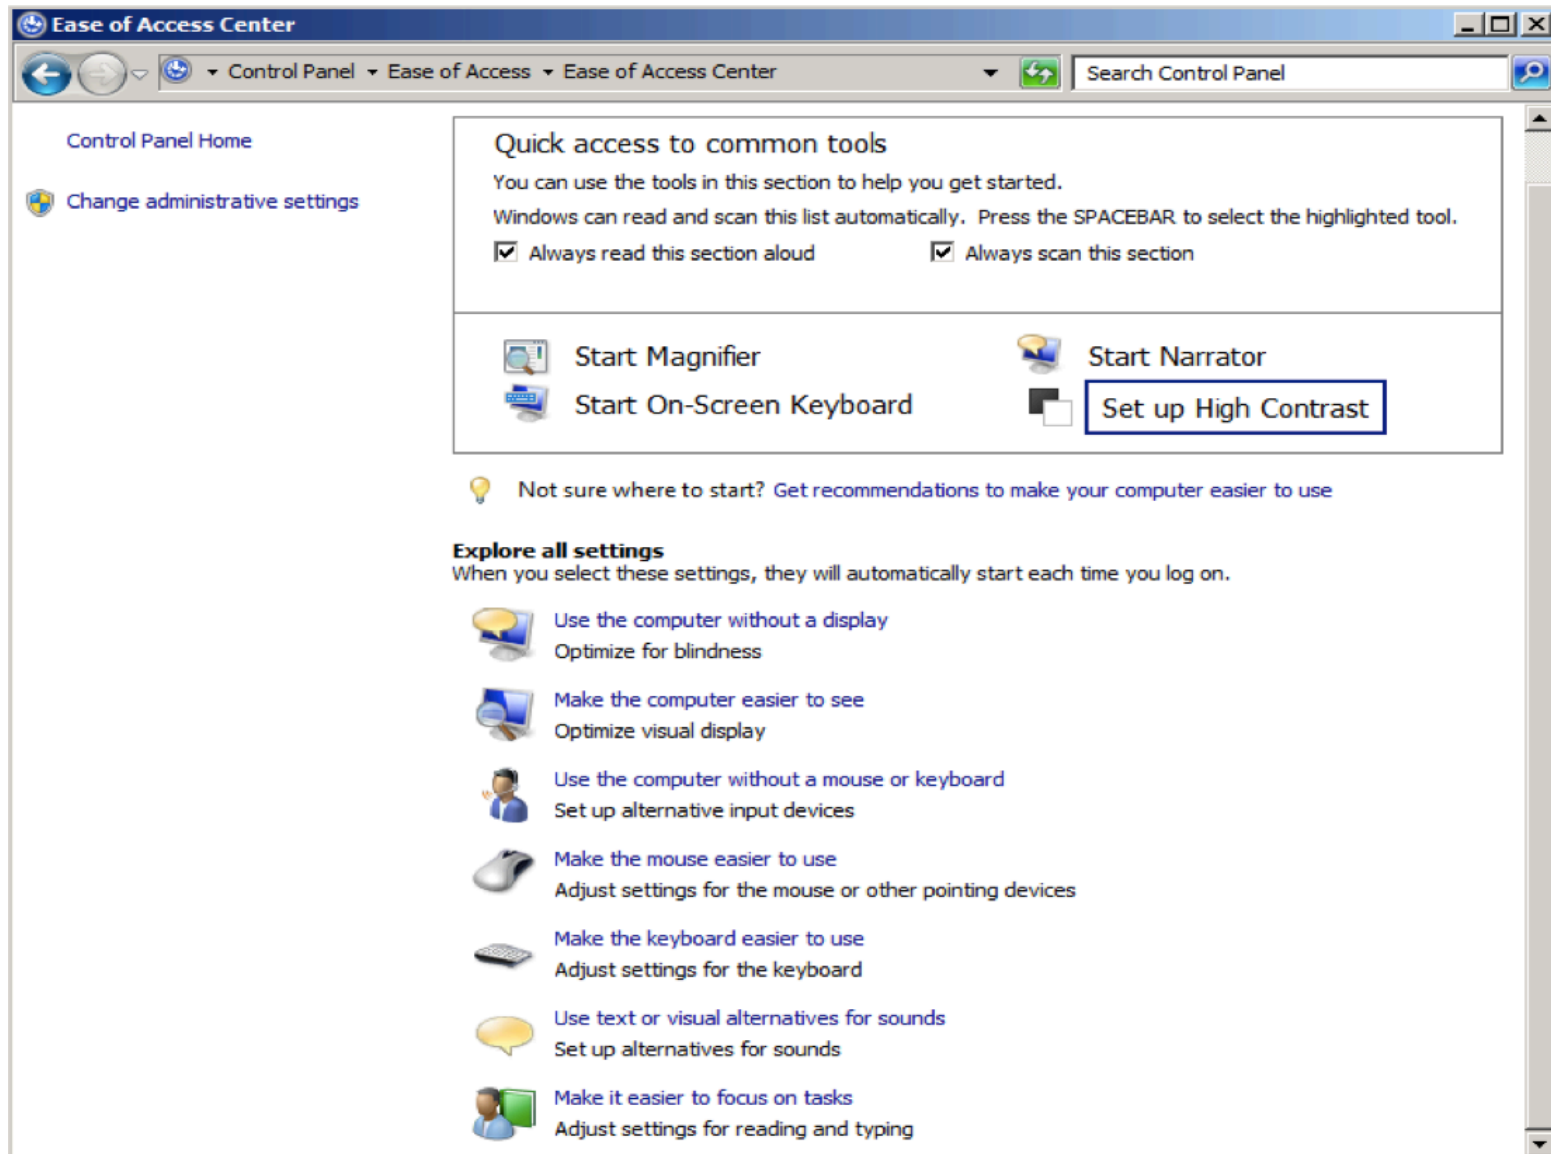 Ease of Access Center
Control Panel Ease of Access Ease of Access Center Search Control Panel
Control Panel Home
Change administrative settings
Quick access to common tools
You can use the tools in this section to help you get started.
Windows can read and scan this list automatically. Press the SPACEBAR to select the highlighted tool.
Always read this section aloud Always scan this section
Start Magnifier Start Narrator
Start On-Screen Keyboard Set up High Contrast
Not sure where to start? Get recommendations to make your computer easier to use
Explore all settings
When you select these settings, they will automatically start each time you log on.
Use the computer without a display
Optimize for blindness
Make the computer easier to see
Optimize visual display
Use the computer without a mouse or keyboard
Set up alternative input devices
Make the mouse easier to use
Adjust settings for the mouse or other pointing devices
Make the keyboard easier to use
Adjust settings for the keyboard
Use text or visual alternatives for sounds
Set up alternatives for sounds
Make it easier to focus on tasks
Adjust settings for reading and typing